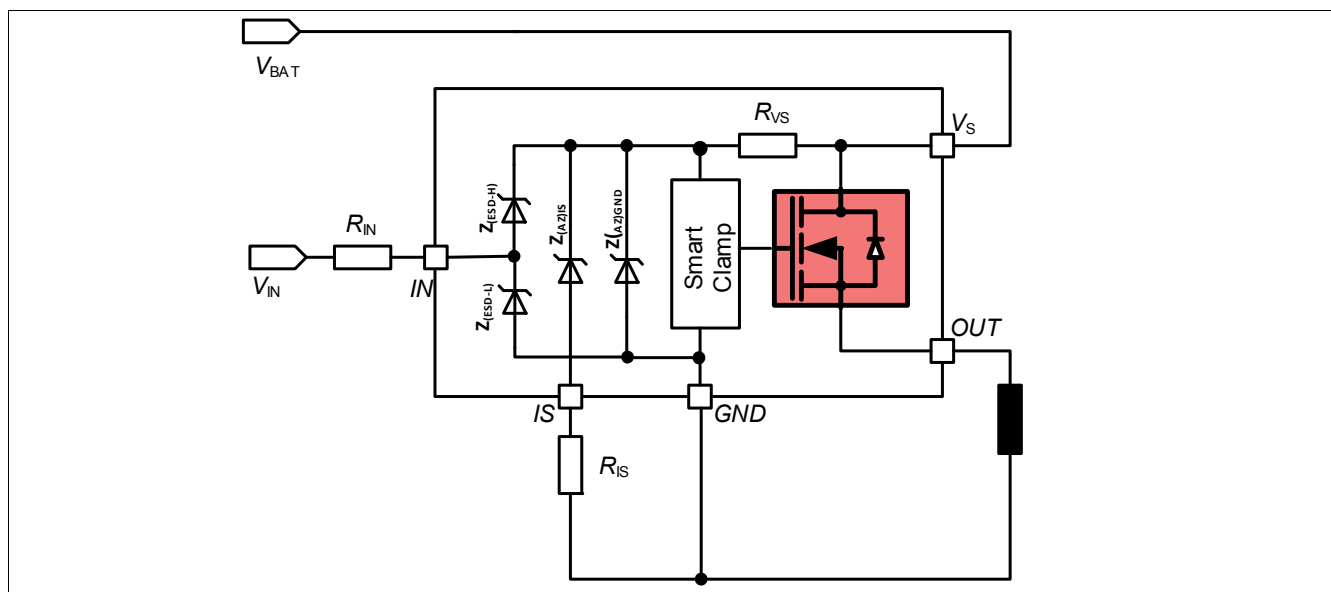 VBAT
RVS
VS
Z(ESD-H)
Z(AZ)IS
Z(AZ)GND
Smart
Clamp
RIN
VIN
IN
Z(ESD-L)
OUT
IS
GND
RIS